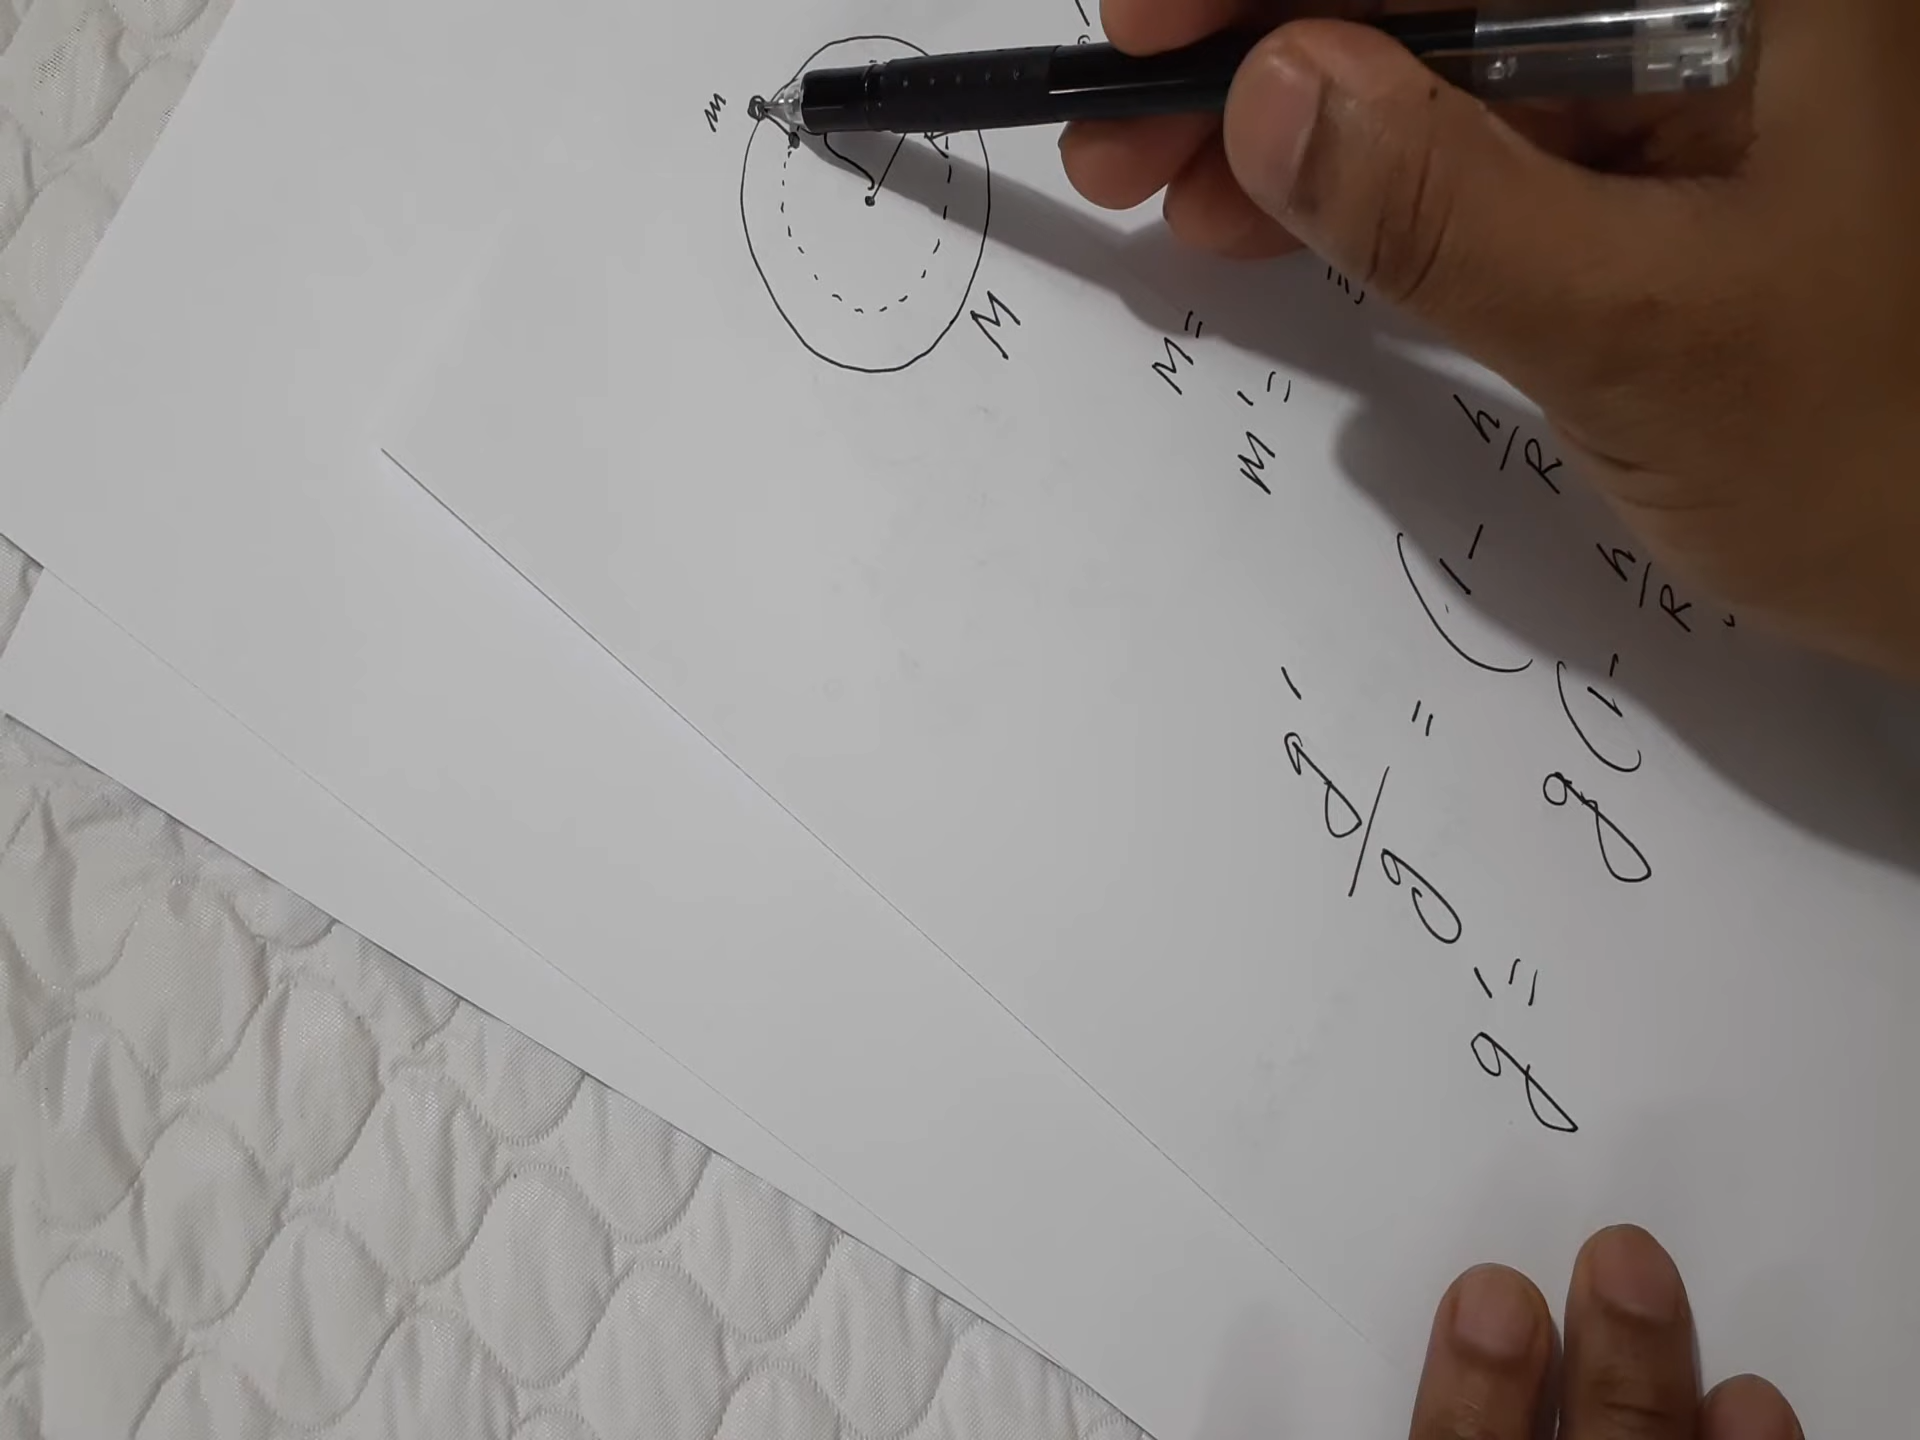 m
M
M =
M' =
g'/g = (1 - h/R
g' = g(1 - h/R